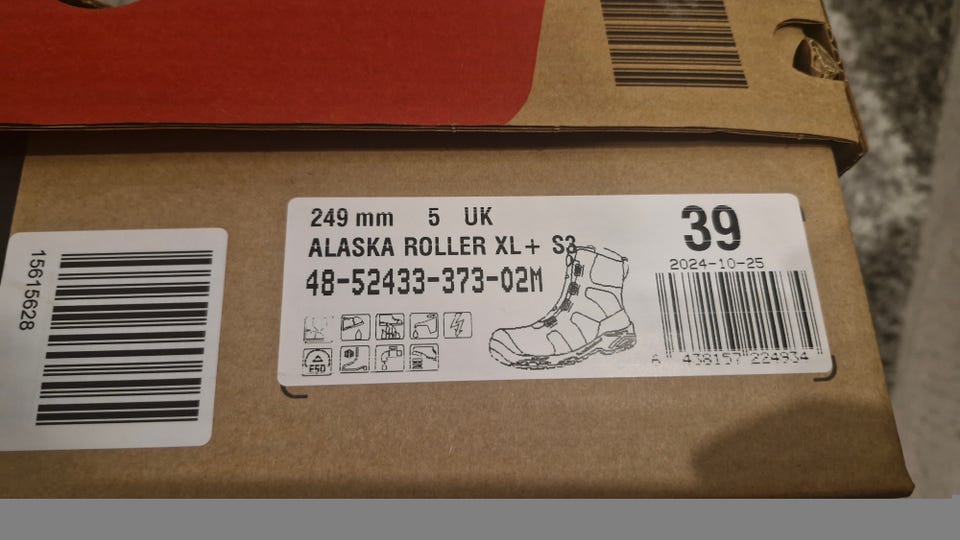 15615628
249 mm 5 UK
ALASKA ROLLER XL+ S3
48-52433-373-02M
39
2024-10-25
ESD
6 438157 224934